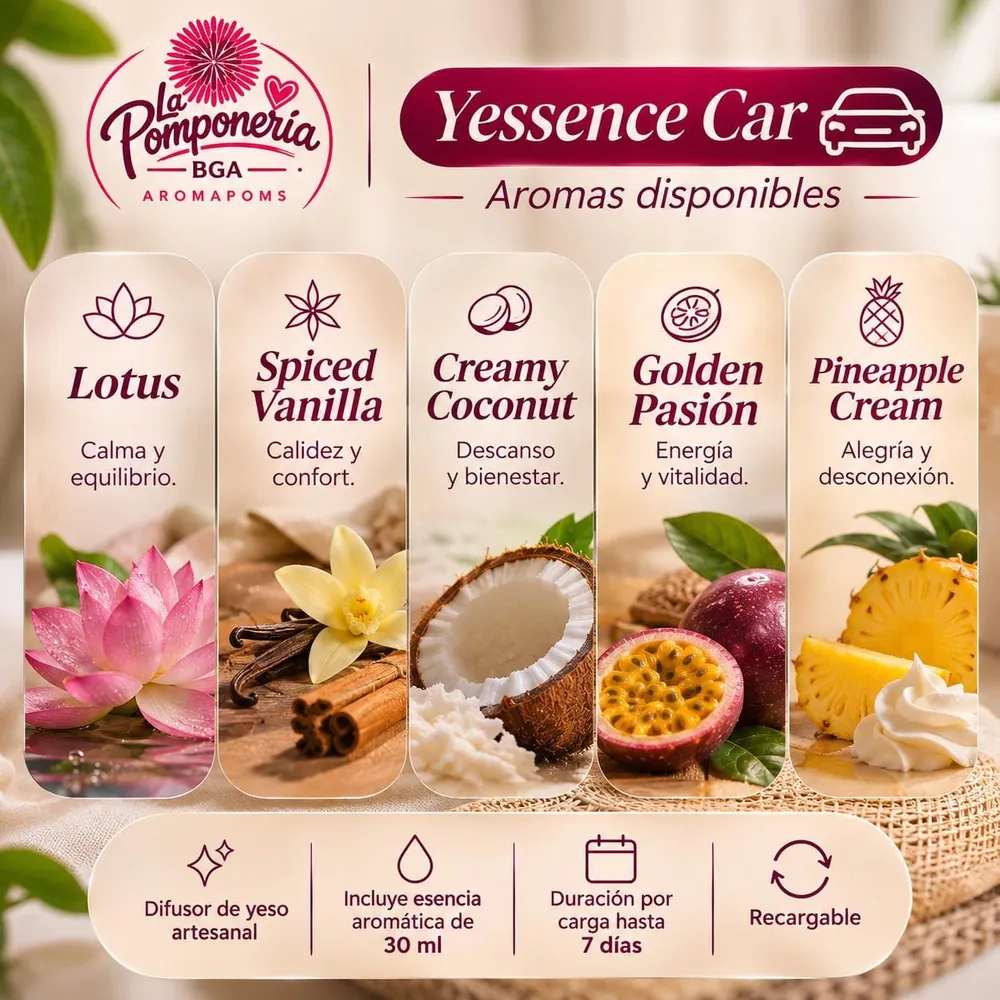 La
Pomponeria
BGA
AROMAPOMS
Yessence Car
Aromas disponibles
Lotus
Calma y
equilibrio.
Spiced
Vanilla
Calidez y
confort.
Creamy
Coconut
Descanso
y bienestar.
Golden
Pasión
Energía
y vitalidad.
Pineapple
Cream
Alegría y
desconexión.
Difusor de yeso
artesanal
Incluye esencia
aromática de
30 ml
Duración por
carga hasta
7 días
Recargable